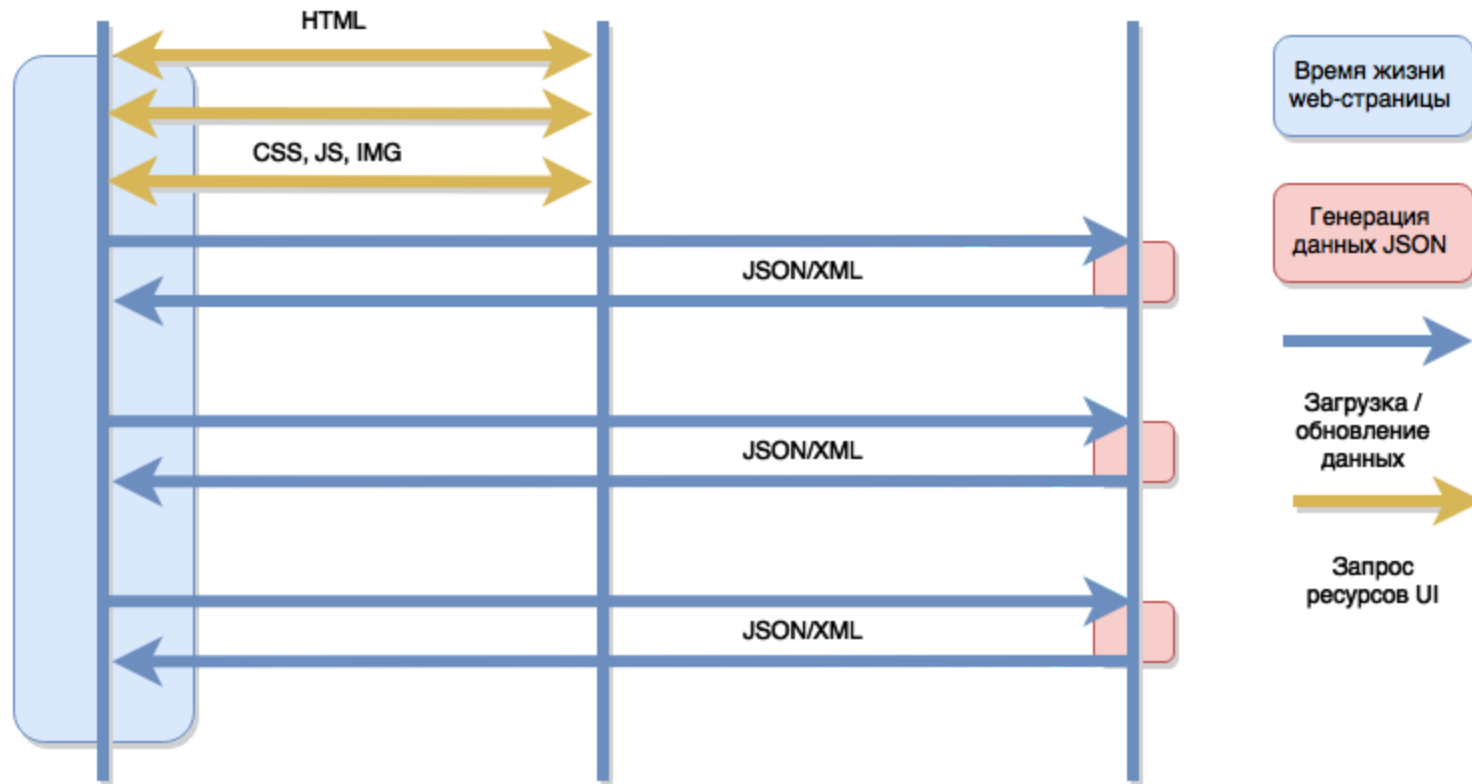 HTML
CSS, JS, IMG
JSON/XML
JSON/XML
JSON/XML
Время жизни
web-страницы
Генерация
данных JSON
Загрузка /
обновление
данных
Запрос
ресурсов UI